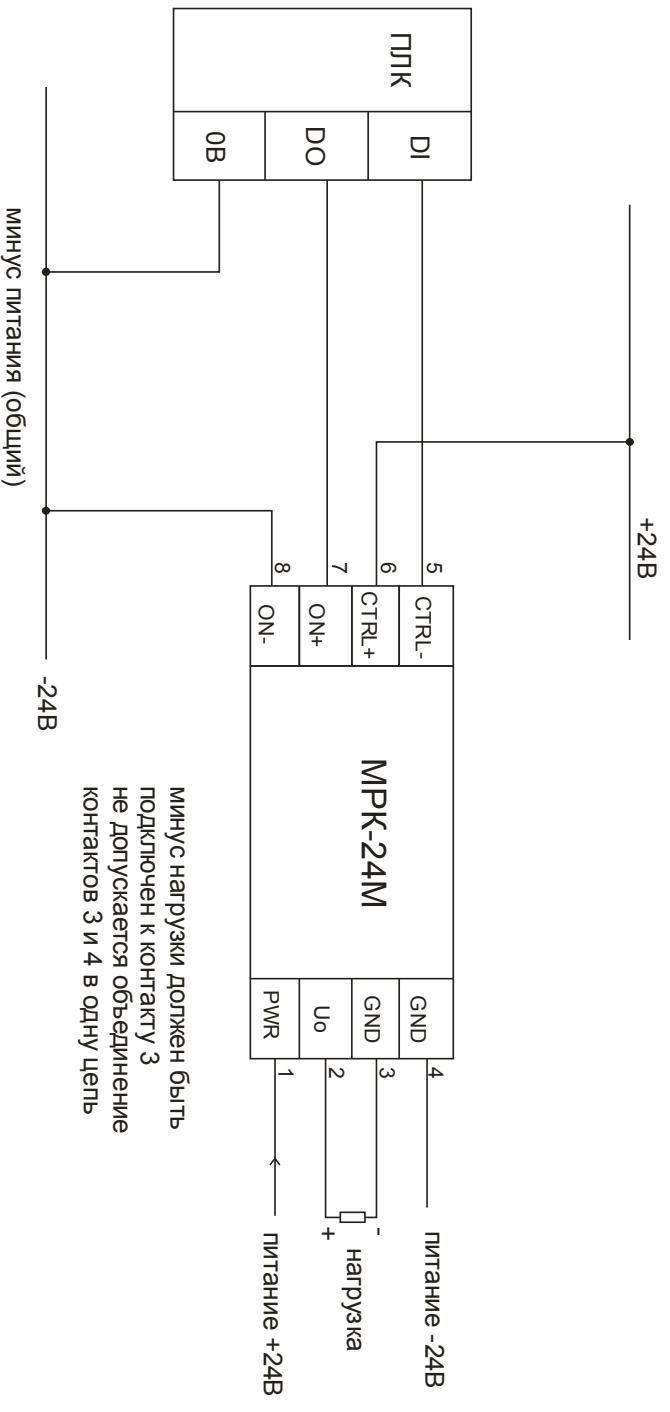 +24В
ПЛК
DI
DO
0В
5
6
7
8
CTRL-
CTRL+
ON+
ON-
МРК-24М
GND
GND
Uo
PWR
4
3
2
1
питание -24В
-
+
нагрузка
питание +24В
минус питания (общий)
-24В
минус нагрузки должен быть
подключен к контакту 3
не допускается объединение
контактов 3 и 4 в одну цепь